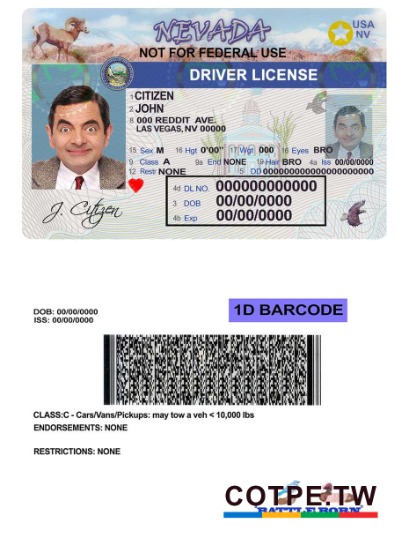 NEVADA
USA
NV
NOT FOR FEDERAL USE
DRIVER LICENSE
1 CITIZEN
2 JOHN
8 000 REDDIT AVE.
LAS VEGAS, NV 00000
15 Sex M 16 Hgt 0'00" 17 Wgt 000 18 Eyes BRO
9 Class A 9a End NONE 19 Hair BRO 4a Iss 00/00/0000
12 Restr NONE 5 DD 0000000000000000000000
4d DL NO. 000000000000
3 DOB 00/00/0000
4b Exp 00/00/0000
J. Citizen
DOB: 00/00/0000
ISS: 00/00/0000
1D BARCODE
CLASS:C - Cars/Vans/Pickups: may tow a veh < 10,000 lbs
ENDORSEMENTS: NONE
RESTRICTIONS: NONE
COTPE.TW
BATTLE BORN